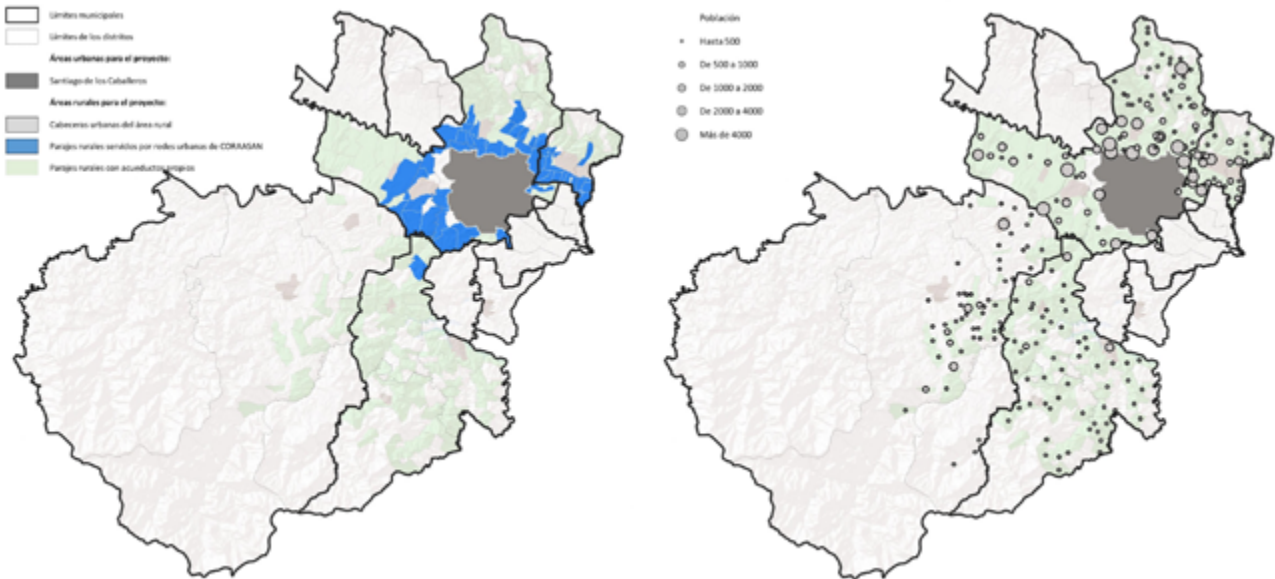 Límites municipales
Límites de los distritos
Áreas urbanas para el proyecto:
Santiago de los Caballeros
Áreas rurales para el proyecto:
Cabeceras urbanas del área rural
Parajes rurales servicios por redes urbanas de CORAASAN
Parajes rurales con acueductos propios
Población
Hasta 500
De 500 a 1000
De 1000 a 2000
De 2000 a 4000
Más de 4000